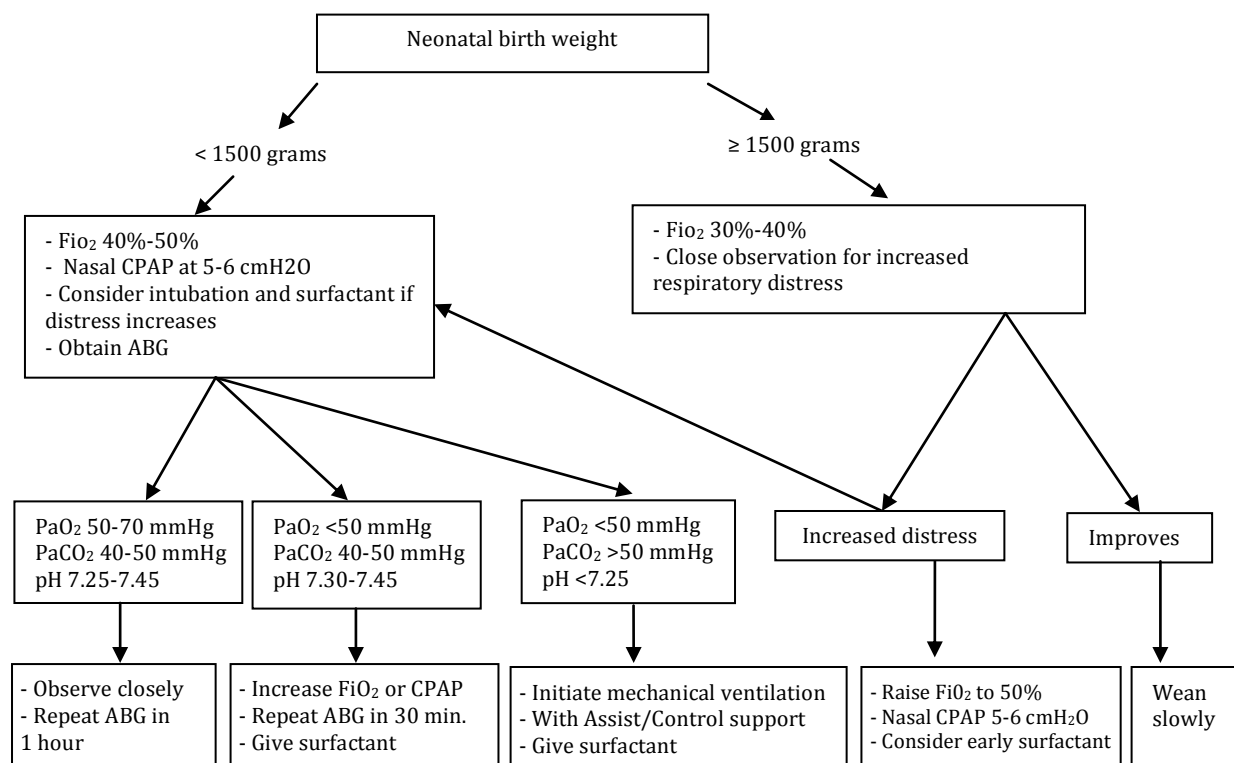 Neonatal birth weight
< 1500 grams
≥ 1500 grams
- Fio₂ 40%-50%
- Nasal CPAP at 5-6 cmH2O
- Consider intubation and surfactant if
distress increases
- Obtain ABG
- Fio₂ 30%-40%
- Close observation for increased
respiratory distress
PaO₂ 50-70 mmHg
PaCO₂ 40-50 mmHg
pH 7.25-7.45
PaO₂ <50 mmHg
PaCO₂ 40-50 mmHg
pH 7.30-7.45
PaO₂ <50 mmHg
PaCO₂ >50 mmHg
pH <7.25
Increased distress
Improves
- Observe closely
- Repeat ABG in
1 hour
- Increase FiO₂ or CPAP
- Repeat ABG in 30 min.
- Give surfactant
- Initiate mechanical ventilation
- With Assist/Control support
- Give surfactant
- Raise Fi0₂ to 50%
- Nasal CPAP 5-6 cmH₂O
- Consider early surfactant
Wean
slowly